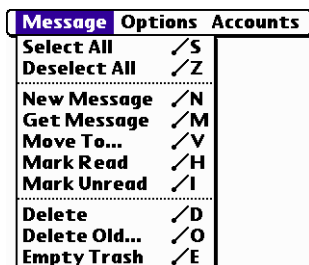 Message Options Accounts
Select All ⁄S
Deselect All ⁄Z
New Message ⁄N
Get Message ⁄M
Move To... ⁄V
Mark Read ⁄H
Mark Unread ⁄I
Delete ⁄D
Delete Old... ⁄O
Empty Trash ⁄E